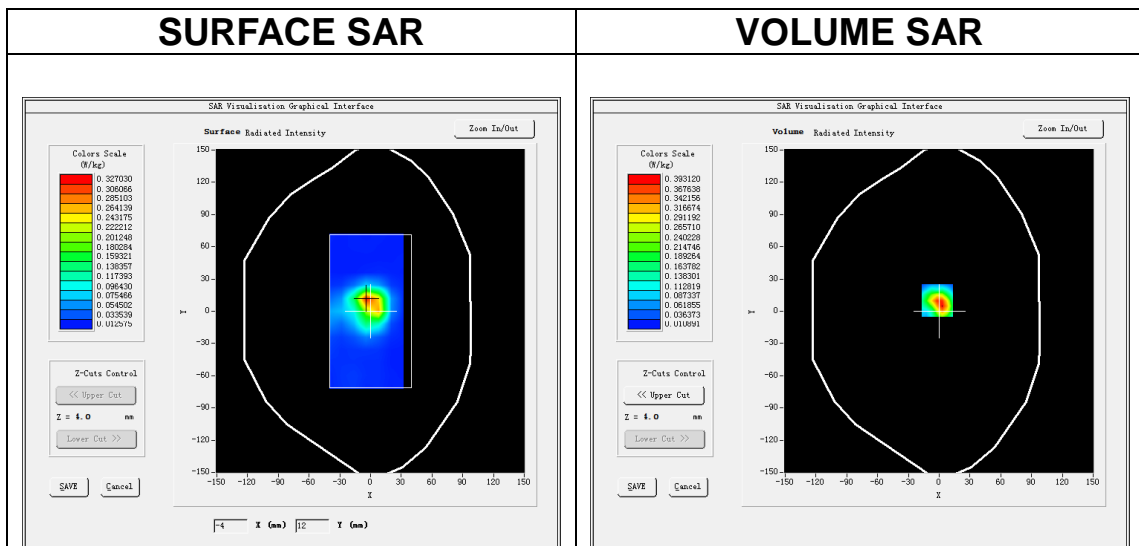 SURFACE SAR
VOLUME SAR
SAR Visualisation Graphical Interface
Surface Radiated Intensity
Zoom In/Out
Colors Scale
(W/kg)
0.327030
0.306066
0.285103
0.264139
0.243175
0.222212
0.201248
0.180284
0.159321
0.138357
0.117393
0.096430
0.075466
0.054502
0.033539
0.012575
150
120
90
60
30
0
-30
-60
-90
-120
-150
Y
-150 -120 -90 -60 -30 0 30 60 90 120 150
X
Z-Cuts Control
<< Upper Cut
Z = 4.0 mm
Lower Cut >>
SAVE Cancel
-4 X (mm) 12 Y (mm)
SAR Visualisation Graphical Interface
Volume Radiated Intensity
Zoom In/Out
Colors Scale
(W/kg)
0.393120
0.367638
0.342156
0.316674
0.291192
0.265710
0.240228
0.214746
0.189264
0.163782
0.138301
0.112819
0.087337
0.061855
0.036373
0.010891
150
120
90
60
30
0
-30
-60
-90
-120
-150
Y
-150 -120 -90 -60 -30 0 30 60 90 120 150
X
Z-Cuts Control
<< Upper Cut
Z = 4.0 mm
Lower Cut >>
SAVE Cancel